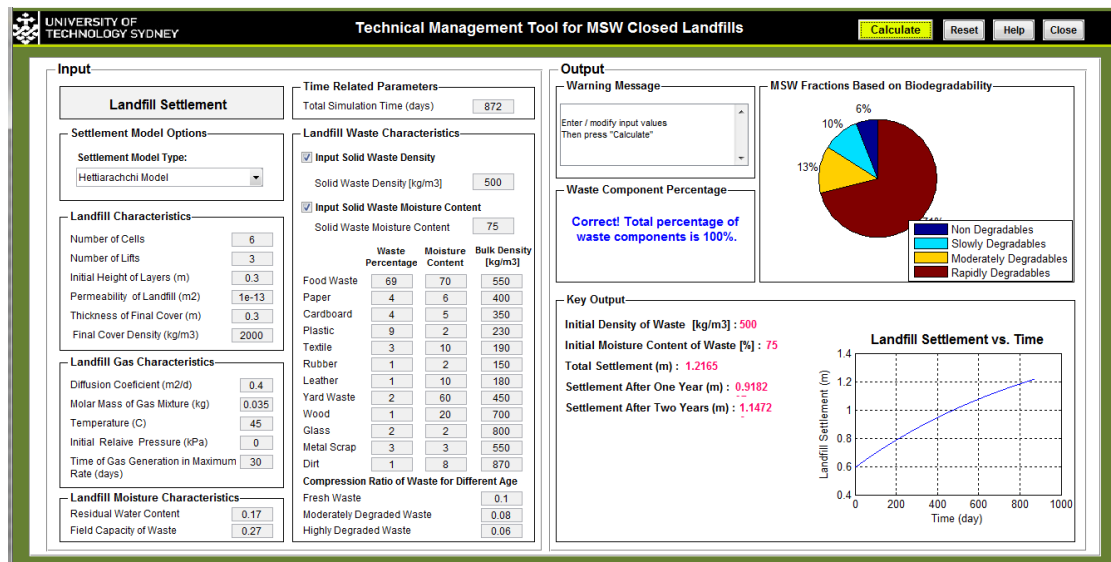 UNIVERSITY OF
TECHNOLOGY SYDNEY
Technical Management Tool for MSW Closed Landfills
Calculate
Reset
Help
Close
Input
Landfill Settlement
Settlement Model Options
Settlement Model Type:
Hettiarachchi Model
Landfill Characteristics
Number of Cells 6
Number of Lifts 3
Initial Height of Layers (m) 0.3
Permeability of Landfill (m2) 1e-13
Thickness of Final Cover (m) 0.3
Final Cover Density (kg/m3) 2000
Landfill Gas Characteristics
Diffusion Coeficient (m2/d) 0.4
Molar Mass of Gas Mixture (kg) 0.035
Temperature (C) 45
Initial Relaive Pressure (kPa) 0
Time of Gas Generation in Maximum 30
Rate (days)
Landfill Moisture Characteristics
Residual Water Content 0.17
Field Capacity of Waste 0.27
Time Related Parameters
Total Simulation Time (days) 872
Landfill Waste Characteristics
Input Solid Waste Density
Solid Waste Density [kg/m3] 500
Input Solid Waste Moisture Content
Solid Waste Moisture Content 75
Waste Moisture Bulk Density
Percentage Content [kg/m3]
Food Waste 69 70 550
Paper 4 6 400
Cardboard 4 5 350
Plastic 9 2 230
Textile 3 10 190
Rubber 1 2 150
Leather 1 10 180
Yard Waste 2 60 450
Wood 1 20 700
Glass 2 2 800
Metal Scrap 3 3 550
Dirt 1 8 870
Compression Ratio of Waste for Different Age
Fresh Waste 0.1
Moderately Degraded Waste 0.08
Highly Degraded Waste 0.06
Output
Warning Message
Enter / modify input values
Then press "Calculate"
Waste Component Percentage
Correct! Total percentage of
waste components is 100%.
MSW Fractions Based on Biodegradability
6%
10%
13%
Non Degradables
Slowly Degradables
Moderately Degradables
Rapidly Degradables
Key Output
Initial Density of Waste [kg/m3] : 500
Initial Moisture Content of Waste [%] : 75
Total Settlement (m) : 1.2165
Settlement After One Year (m) : 0.9182
Settlement After Two Years (m) : 1.1472
Landfill Settlement vs. Time
Landfill Settlement (m)
1.4
1.2
1
0.8
0.6
0.4
0 200 400 600 800 1000
Time (day)